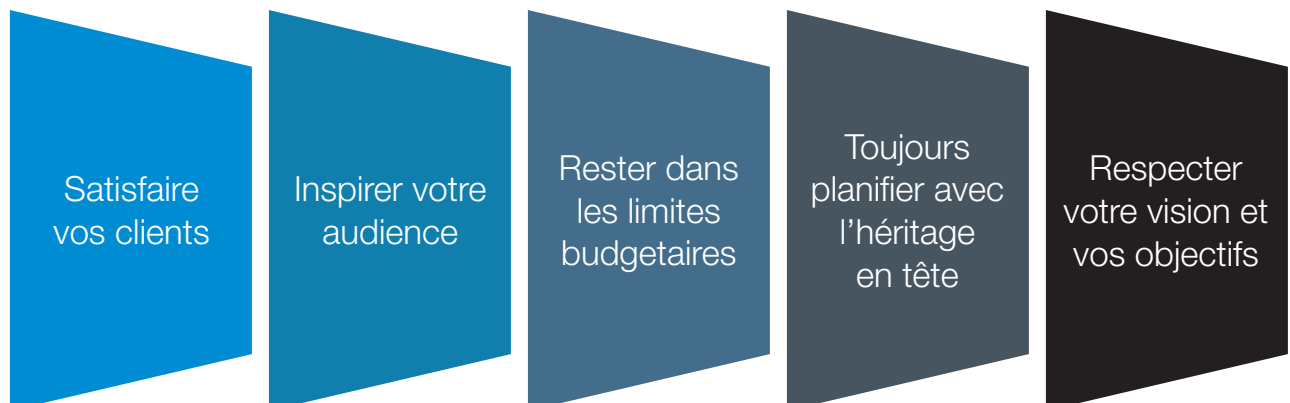 Satisfaire
vos clients
Inspirer votre
audience
Rester dans
les limites
budgetaires
Toujours
planifier avec
l’héritage
en tête
Respecter
votre vision et
vos objectifs